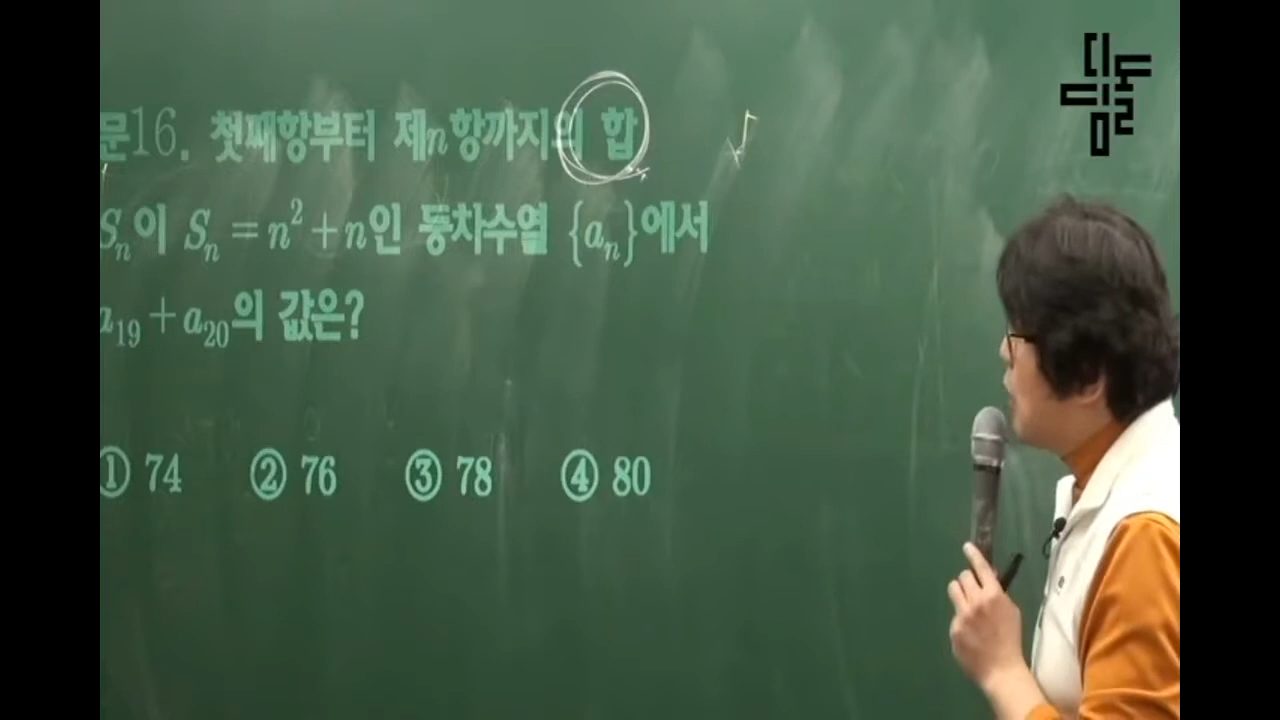 문16. 첫째항부터 제n항까지의 합
Sₙ이 Sₙ = n² + n인 등차수열 {aₙ}에서
a₁₉ + a₂₀의 값은?
① 74 ② 76 ③ 78 ④ 80